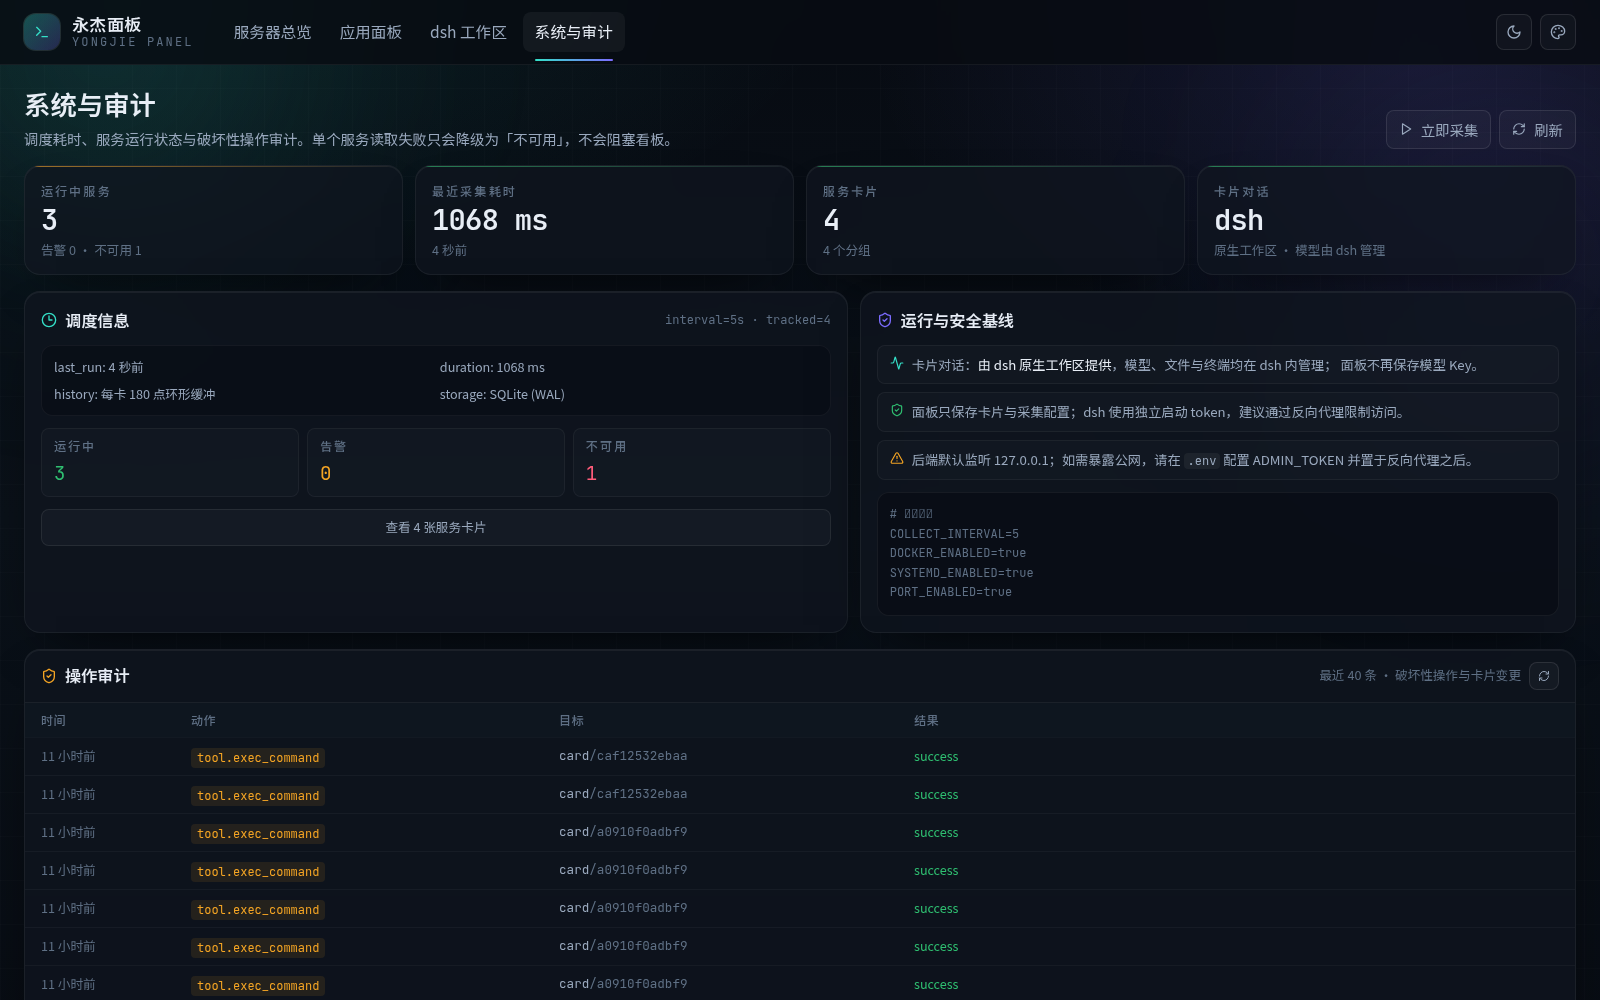 永杰面板
YONGJIE PANEL
服务器总览
应用面板
dsh 工作区
系统与审计
系统与审计
调度耗时、服务运行状态与破坏性操作审计。单个服务读取失败只会降级为「不可用」，不会阻塞看板。
立即采集
刷新
运行中服务
3
告警 0 · 不可用 1
最近采集耗时
1068 ms
4 秒前
服务卡片
4
4 个分组
卡片对话
dsh
原生工作区 · 模型由 dsh 管理
调度信息
interval=5s · tracked=4
last_run: 4 秒前
duration: 1068 ms
history: 每卡 180 点环形缓冲
storage: SQLite (WAL)
运行中
3
告警
0
不可用
1
查看 4 张服务卡片
运行与安全基线
卡片对话：由 dsh 原生工作区提供，模型、文件与终端均在 dsh 内管理； 面板不再保存模型 Key。
面板只保存卡片与采集配置；dsh 使用独立启动 token，建议通过反向代理限制访问。
后端默认监听 127.0.0.1；如需暴露公网，请在 .env 配置 ADMIN_TOKEN 并置于反向代理之后。
#
COLLECT_INTERVAL=5
DOCKER_ENABLED=true
SYSTEMD_ENABLED=true
PORT_ENABLED=true
操作审计
最近 40 条 · 破坏性操作与卡片变更
时间 动作 目标 结果
11 小时前 tool.exec_command card/caf12532ebaa success
11 小时前 tool.exec_command card/caf12532ebaa success
11 小时前 tool.exec_command card/a0910f0adbf9 success
11 小时前 tool.exec_command card/a0910f0adbf9 success
11 小时前 tool.exec_command card/a0910f0adbf9 success
11 小时前 tool.exec_command card/a0910f0adbf9 success
11 小时前 tool.exec_command card/a0910f0adbf9 success